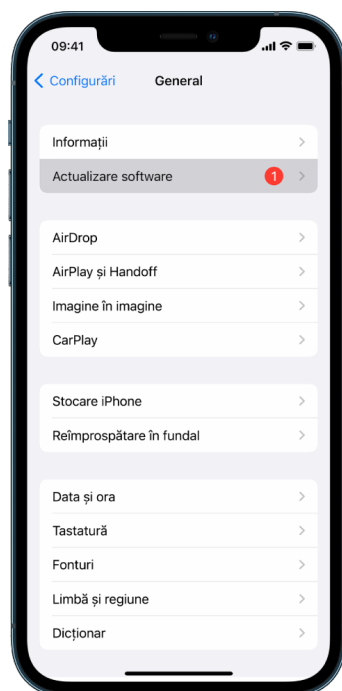 09:41
Configurări General
Informații
Actualizare software 1
AirDrop
AirPlay și Handoff
Imagine în imagine
CarPlay
Stocare iPhone
Reîmprospătare în fundal
Data și ora
Tastatură
Fonturi
Limbă și regiune
Dicționar